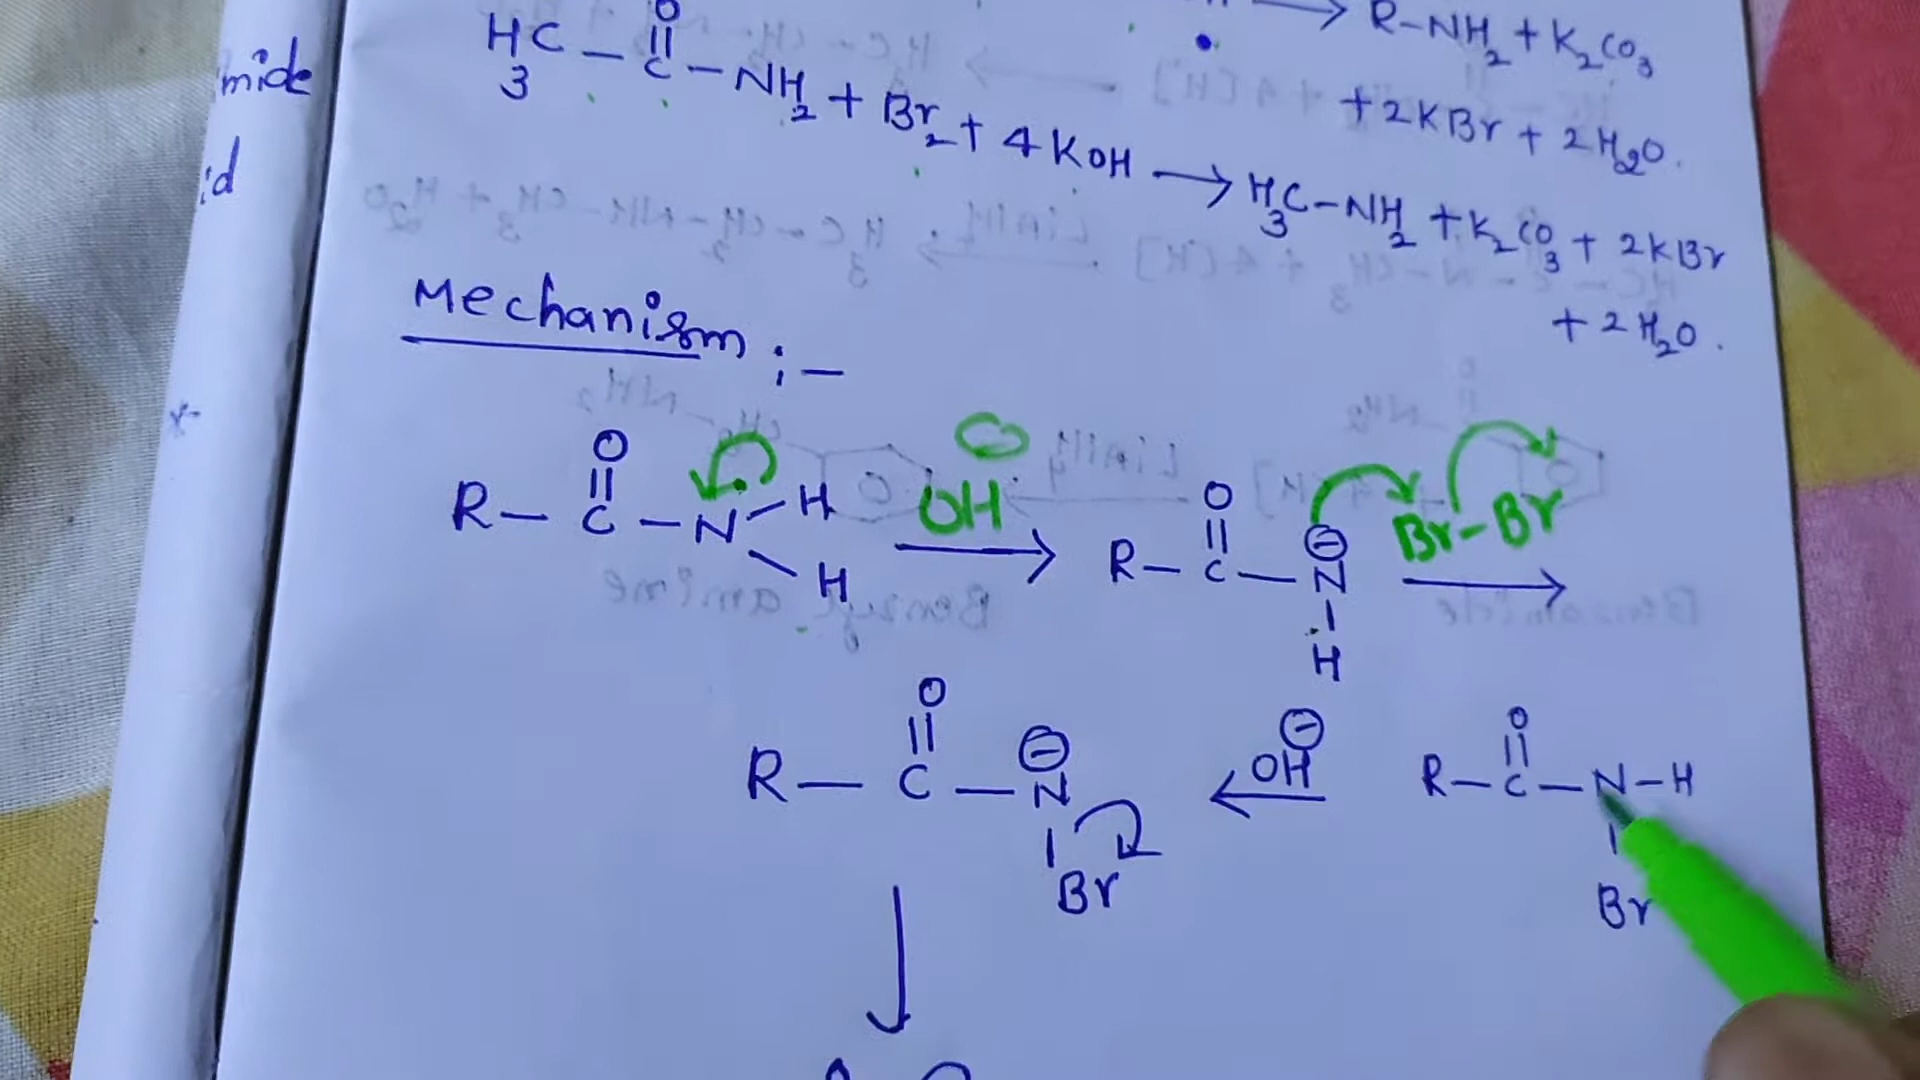 → R-NH₂ + K₂CO₃
+ 2KBr + 2H₂O.
mide
id
O
||
H₃C - C - NH₂ + Br₂ + 4KOH → H₃C-NH₂ + K₂CO₃ + 2KBr
+ 2H₂O.
Mechanism :-
O
||
R - C - N - H
H
OH ⊖ →
O
||
R - C - N ⊖
H
Br-Br →
O
||
R - C - N - H
Br
OH ⊖ ←
O
||
R - C - N ⊖
Br
↓